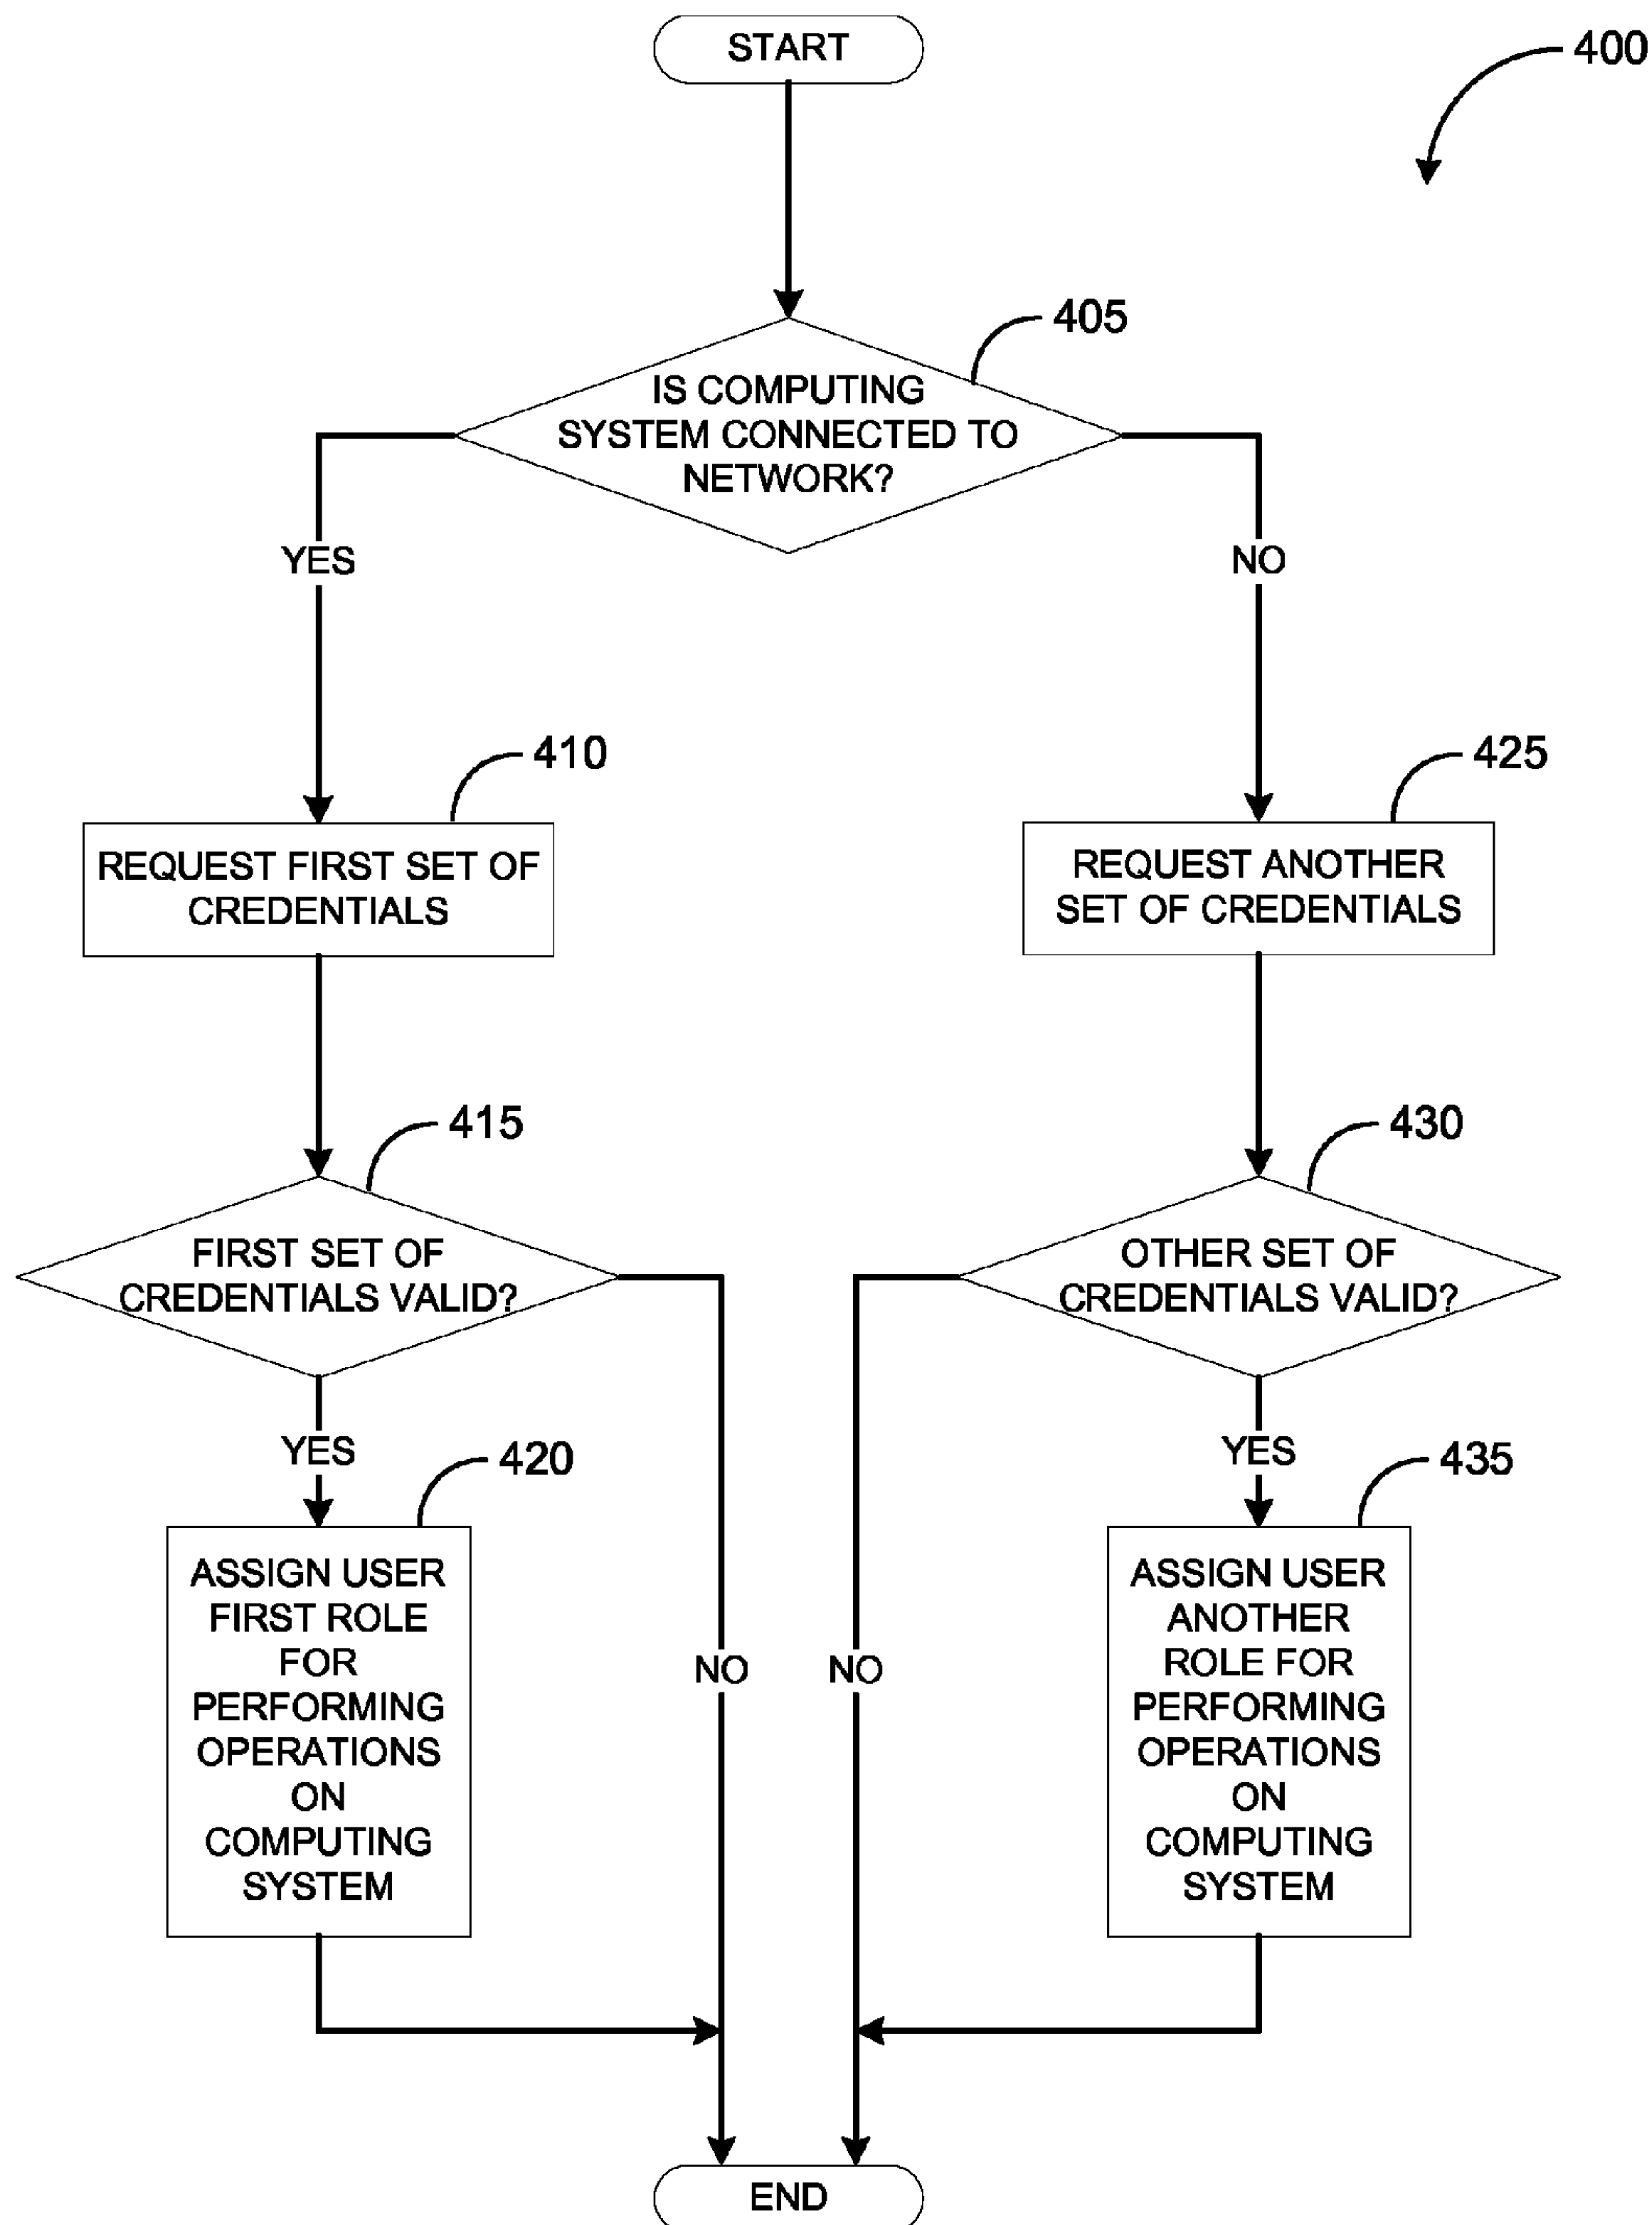 START
400
405
IS COMPUTING
SYSTEM CONNECTED TO
NETWORK?
YES
NO
410
425
REQUEST FIRST SET OF
CREDENTIALS
REQUEST ANOTHER
SET OF CREDENTIALS
415
430
FIRST SET OF
CREDENTIALS VALID?
OTHER SET OF
CREDENTIALS VALID?
YES
YES
420
435
ASSIGN USER
FIRST ROLE
FOR
PERFORMING
OPERATIONS
ON
COMPUTING
SYSTEM
NO
NO
ASSIGN USER
ANOTHER
ROLE FOR
PERFORMING
OPERATIONS
ON
COMPUTING
SYSTEM
END